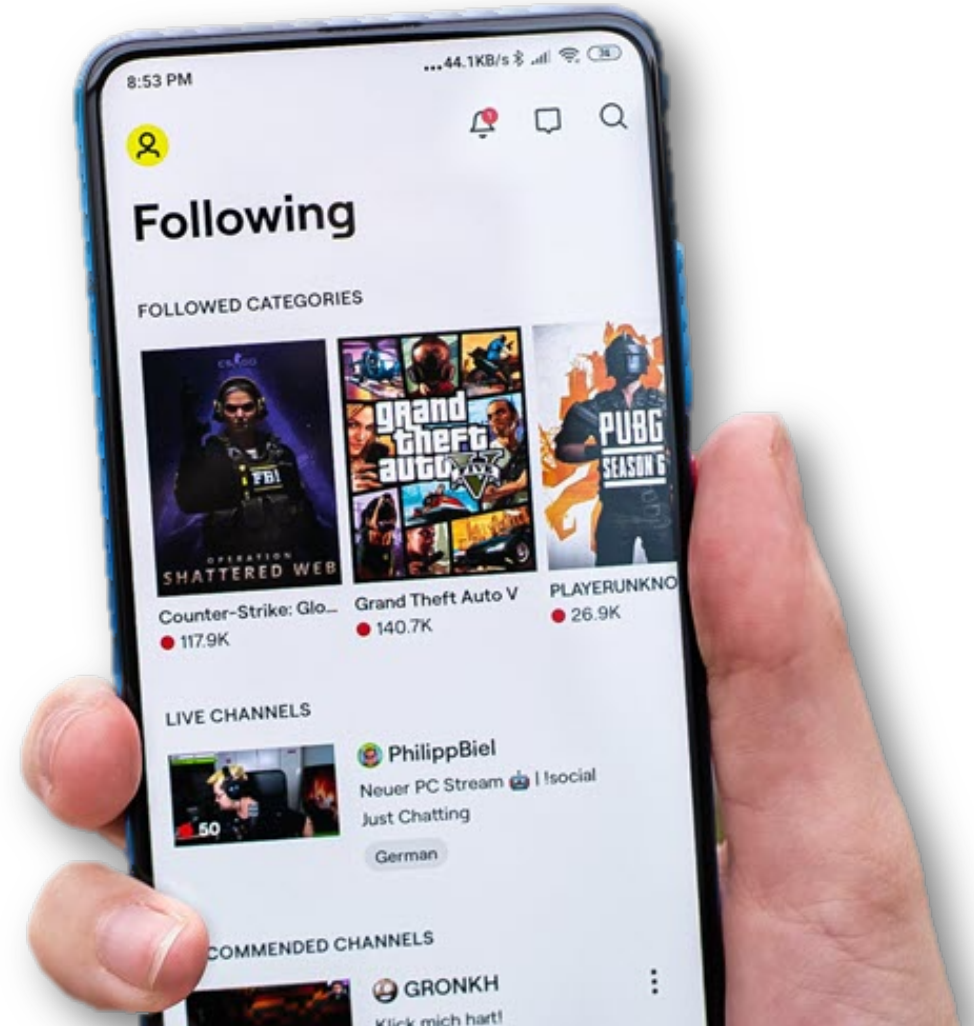 8:53 PM
...44.1KB/s
Following
FOLLOWED CATEGORIES
CS:GO
FBI
OPERATION
SHATTERED WEB
grand
theft
auto
V
PUBG
SEASON 6
Counter-Strike: Glo...
117.9K
Grand Theft Auto V
140.7K
PLAYERUNKNO
26.9K
LIVE CHANNELS
50
PhilippBiel
Neuer PC Stream 🤖 | !social
Just Chatting
German
COMMENDED CHANNELS
GRONKH
Klick mich hart!